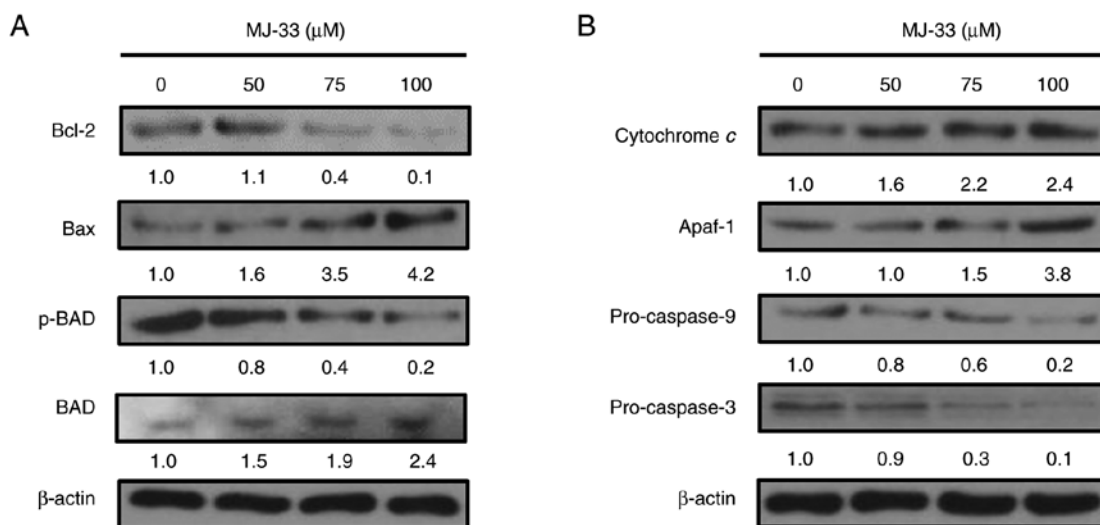 A
MJ-33 (μM)
0 50 75 100
Bcl-2
1.0 1.1 0.4 0.1
Bax
1.0 1.6 3.5 4.2
p-BAD
1.0 0.8 0.4 0.2
BAD
1.0 1.5 1.9 2.4
β-actin
B
MJ-33 (μM)
0 50 75 100
Cytochrome c
1.0 1.6 2.2 2.4
Apaf-1
1.0 1.0 1.5 3.8
Pro-caspase-9
1.0 0.8 0.6 0.2
Pro-caspase-3
1.0 0.9 0.3 0.1
β-actin